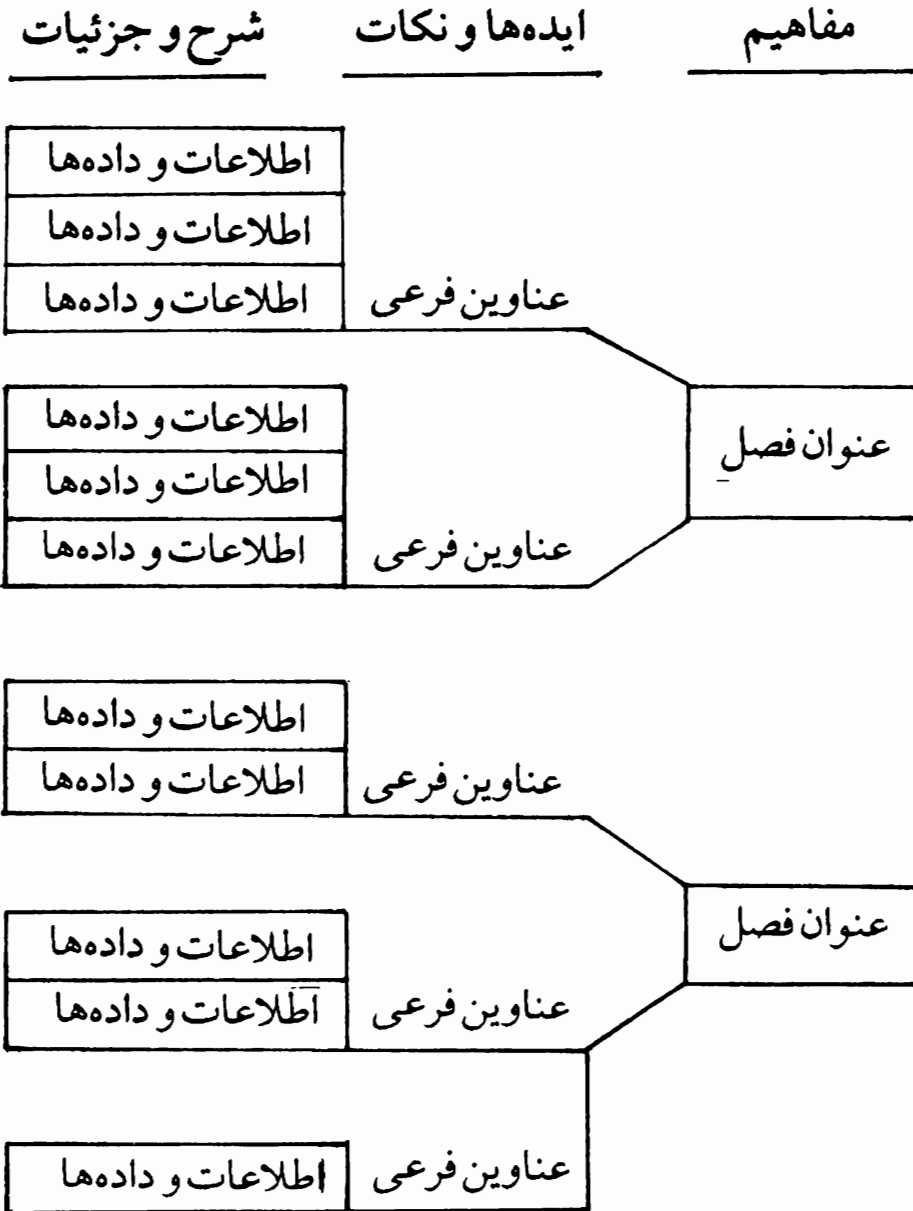 مفاهیم ایده‌ها و نکات شرح و جزئیات
اطلاعات و داده‌ها
اطلاعات و داده‌ها
عناوین فرعی اطلاعات و داده‌ها
اطلاعات و داده‌ها
عنوان فصل
اطلاعات و داده‌ها
عناوین فرعی اطلاعات و داده‌ها
اطلاعات و داده‌ها
عناوین فرعی اطلاعات و داده‌ها
عنوان فصل
اطلاعات و داده‌ها
عناوین فرعی اطلاعات و داده‌ها
عناوین فرعی اطلاعات و داده‌ها